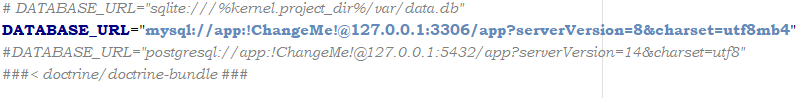 # DATABASE_URL="sqlite:///%kernel.project_dir%/var/data.db"
DATABASE_URL="mysql://app:!ChangeMe!@127.0.0.1:3306/app?serverVersion=8&charset=utf8mb4"
#DATABASE_URL="postgresql://app:!ChangeMe!@127.0.0.1:5432/app?serverVersion=14&charset=utf8"
###< doctrine/doctrine-bundle ###